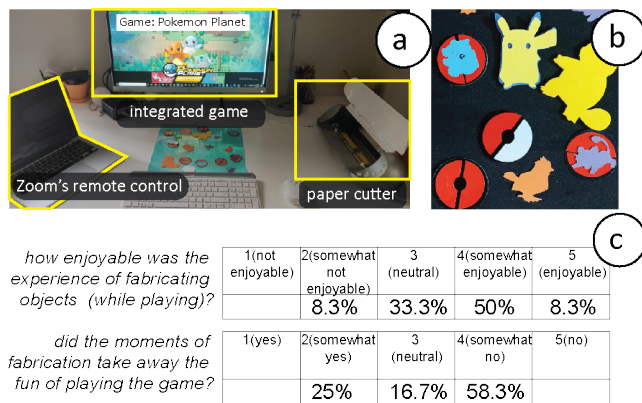 Game: Pokemon Planet
a
b
integrated game
Zoom's remote control
paper cutter
c
how enjoyable was the
experience of fabricating
objects (while playing)?
1(not
enjoyable)
2(somewhat
not
enjoyable)
3
(neutral)
4(somewhat
enjoyable)
5
(enjoyable)
8.3%
33.3%
50%
8.3%
did the moments of
fabrication take away the
fun of playing the game?
1(yes)
2(somewhat
yes)
3
(neutral)
4(somewhat
no)
5(no)
25%
16.7%
58.3%